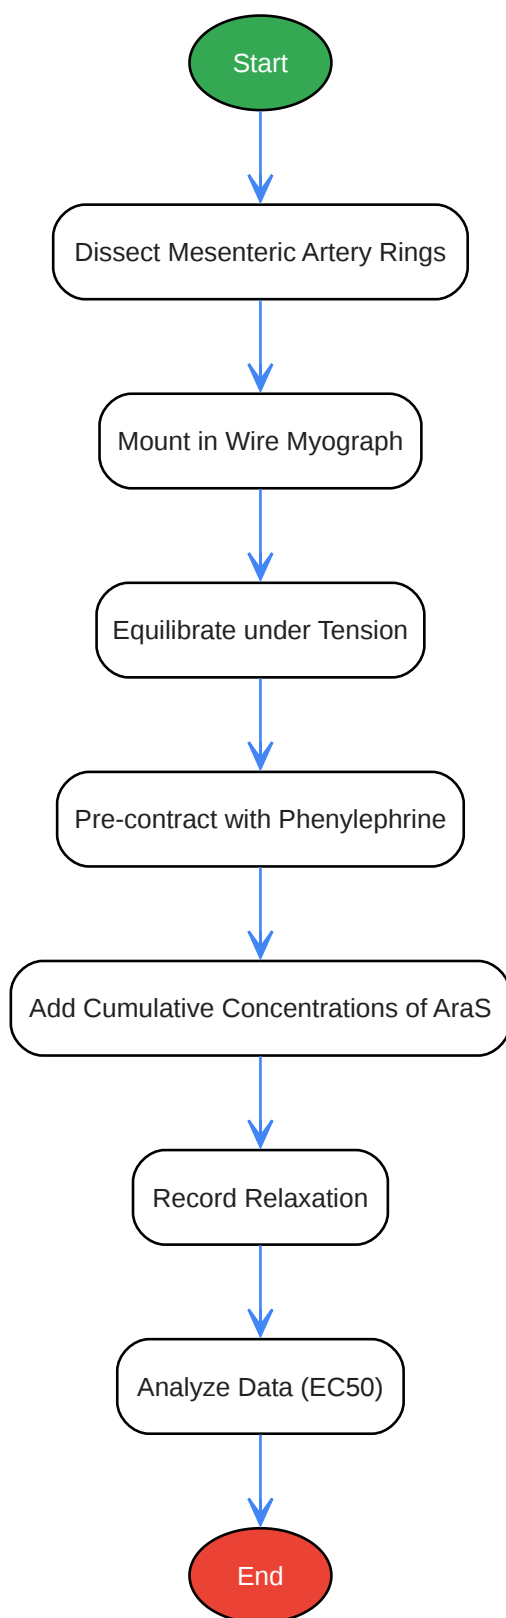 Start
Dissect Mesenteric Artery Rings
Mount in Wire Myograph
Equilibrate under Tension
Pre-contract with Phenylephrine
Add Cumulative Concentrations of AraS
Record Relaxation
Analyze Data (EC50)
End